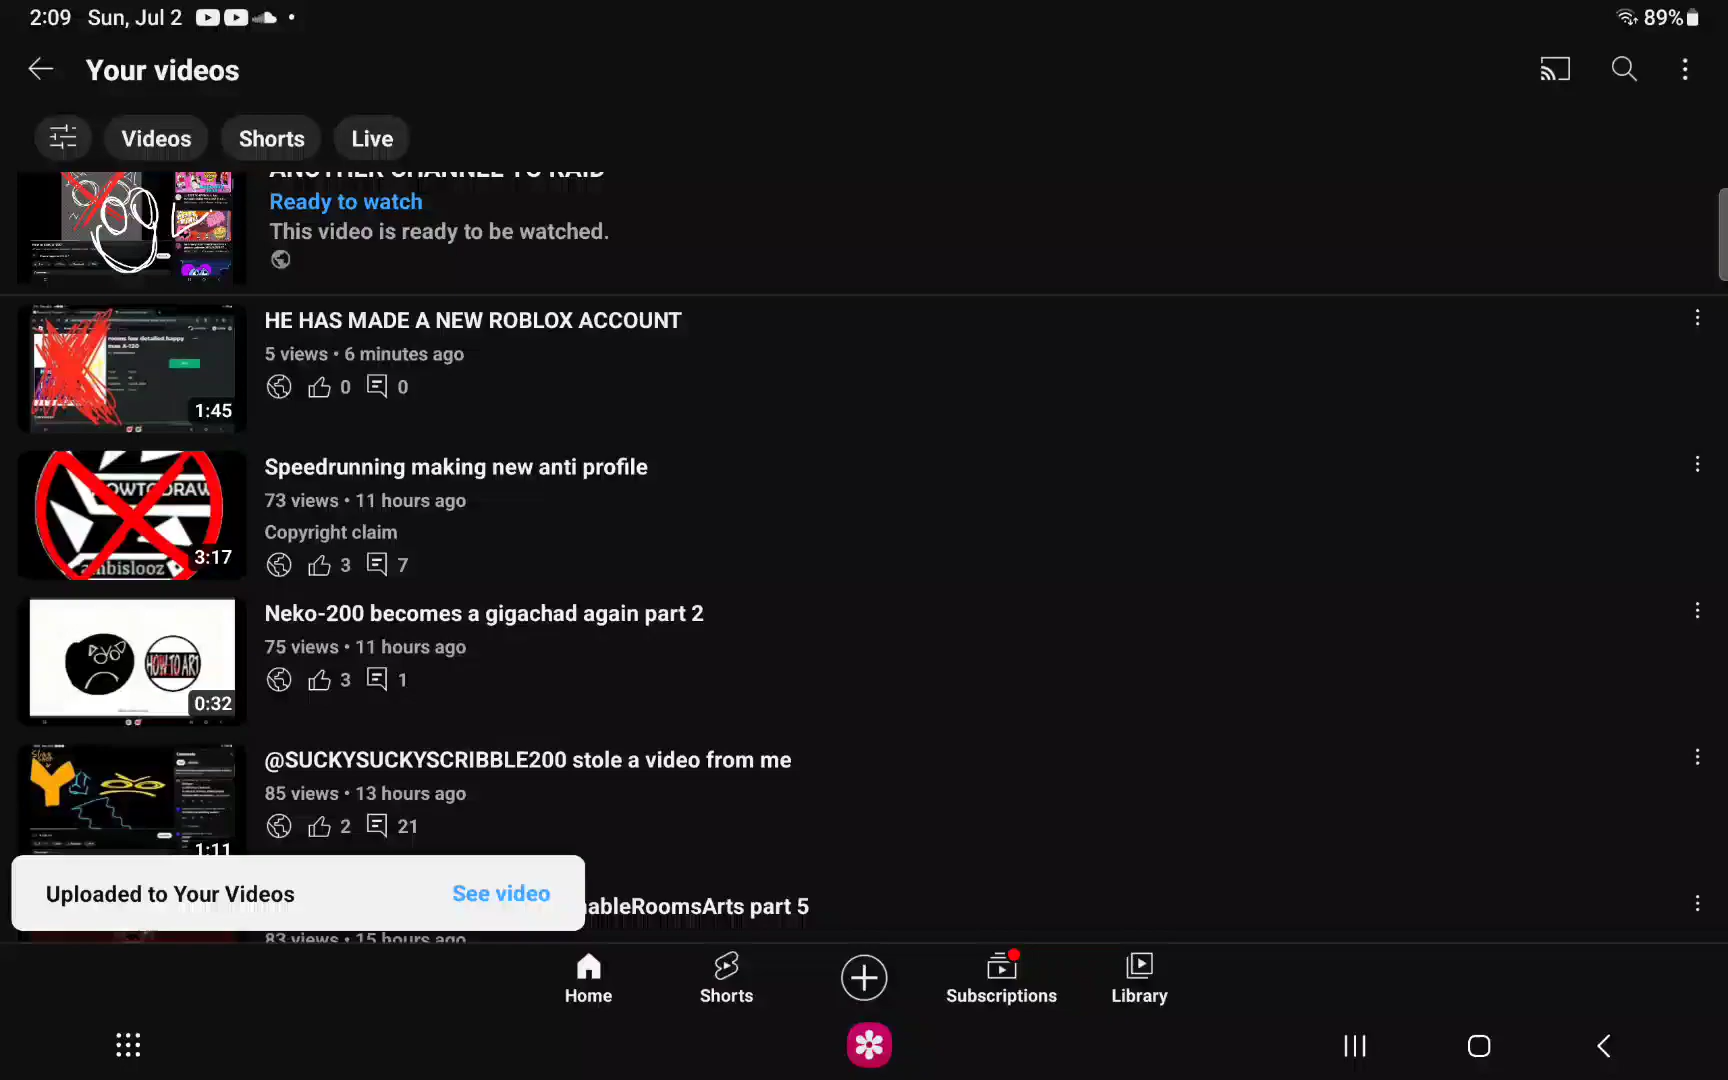 2:09 Sun, Jul 2
89%
Your videos
Videos Shorts Live
ANOTHER CHANNEL TO RAID
Ready to watch
This video is ready to be watched.
HE HAS MADE A NEW ROBLOX ACCOUNT
5 views • 6 minutes ago
0 0
1:45
Speedrunning making new anti profile
73 views • 11 hours ago
Copyright claim
3 7
3:17
Neko-200 becomes a gigachad again part 2
75 views • 11 hours ago
3 1
HOW TO ART
0:32
@SUCKYSUCKYSCRIBBLE200 stole a video from me
85 views • 13 hours ago
2 21
1:11
Uploaded to Your Videos See video
ableRoomsArts part 5
83 views • 15 hours ago
Home Shorts Subscriptions Library